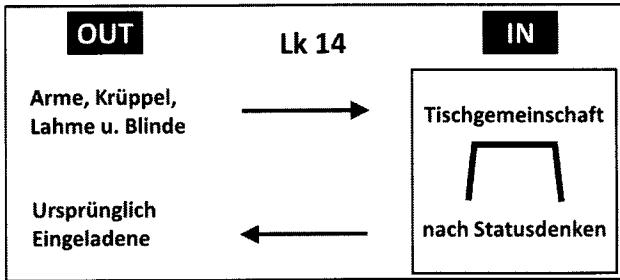 OUT
Lk 14
IN
Arme, Krüppel,
Lahme u. Blinde
Tischgemeinschaft
Ursprünglich
Eingeladene
nach Statusdenken